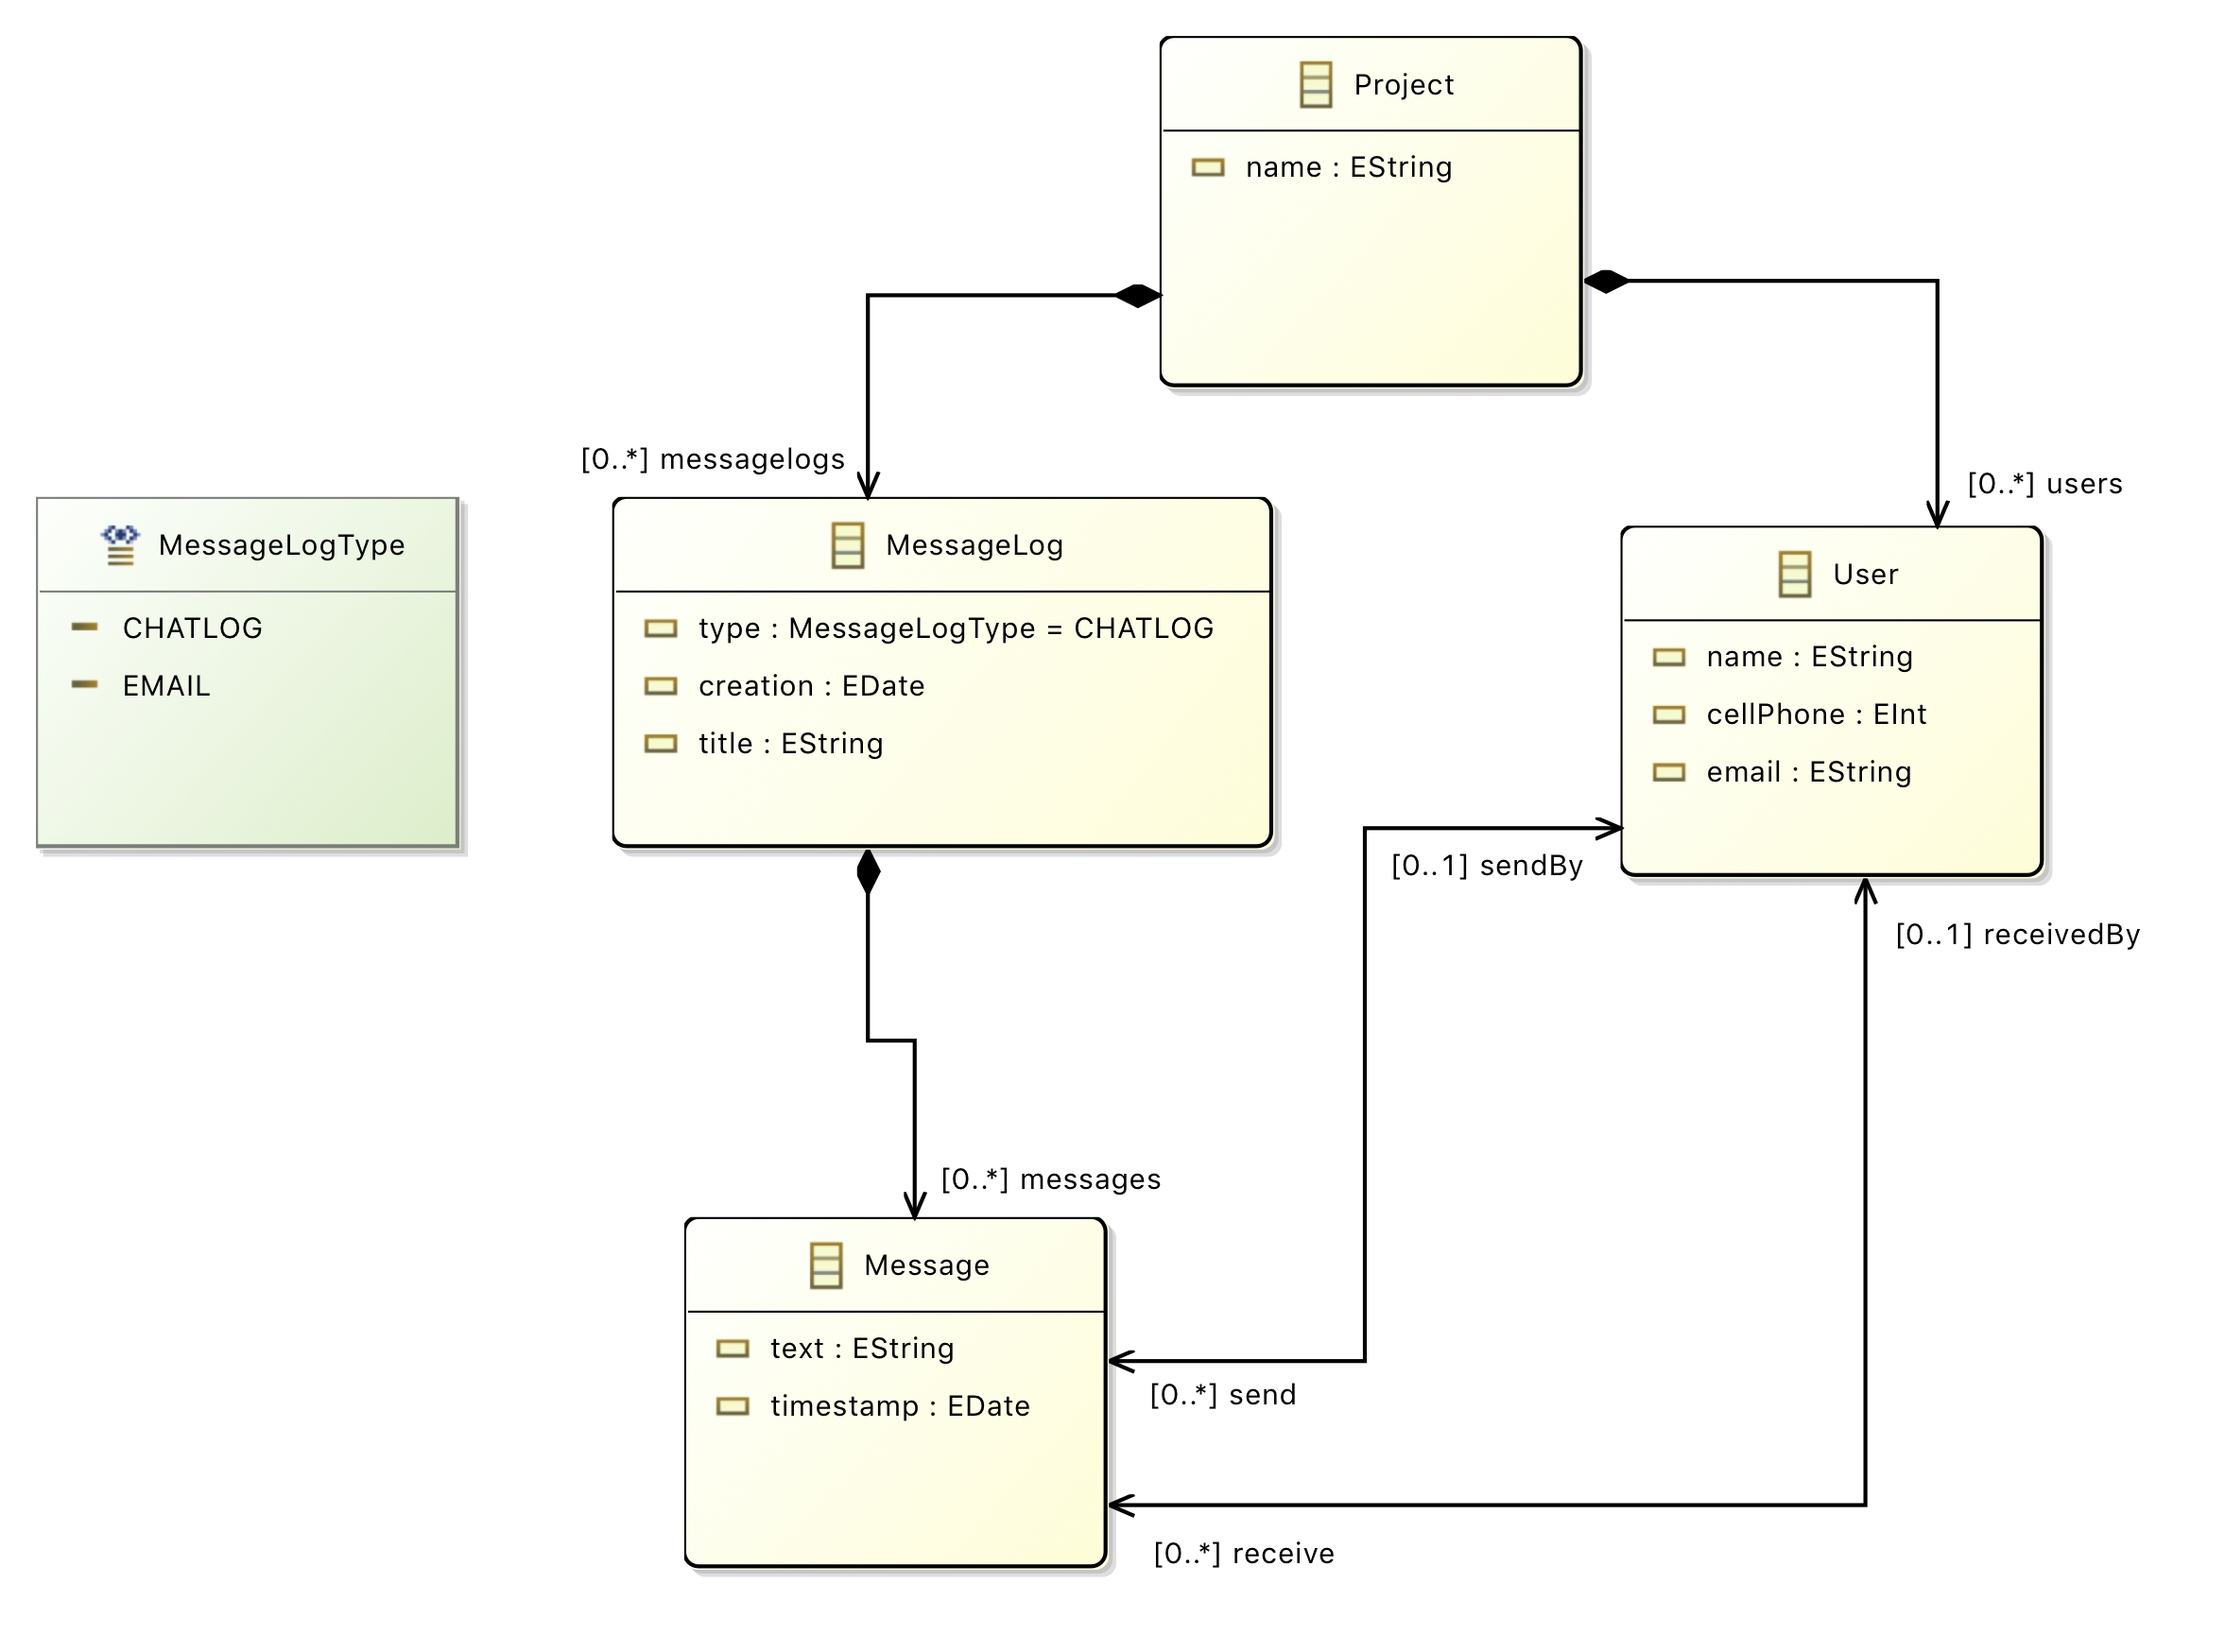 Project
name : EString
[0..*] messagelogs
[0..*] users
MessageLogType
CHATLOG
EMAIL
MessageLog
type : MessageLogType = CHATLOG
creation : EDate
title : EString
User
name : EString
cellPhone : EInt
email : EString
[0..1] sendBy
[0..1] receivedBy
[0..*] messages
Message
text : EString
timestamp : EDate
[0..*] send
[0..*] receive